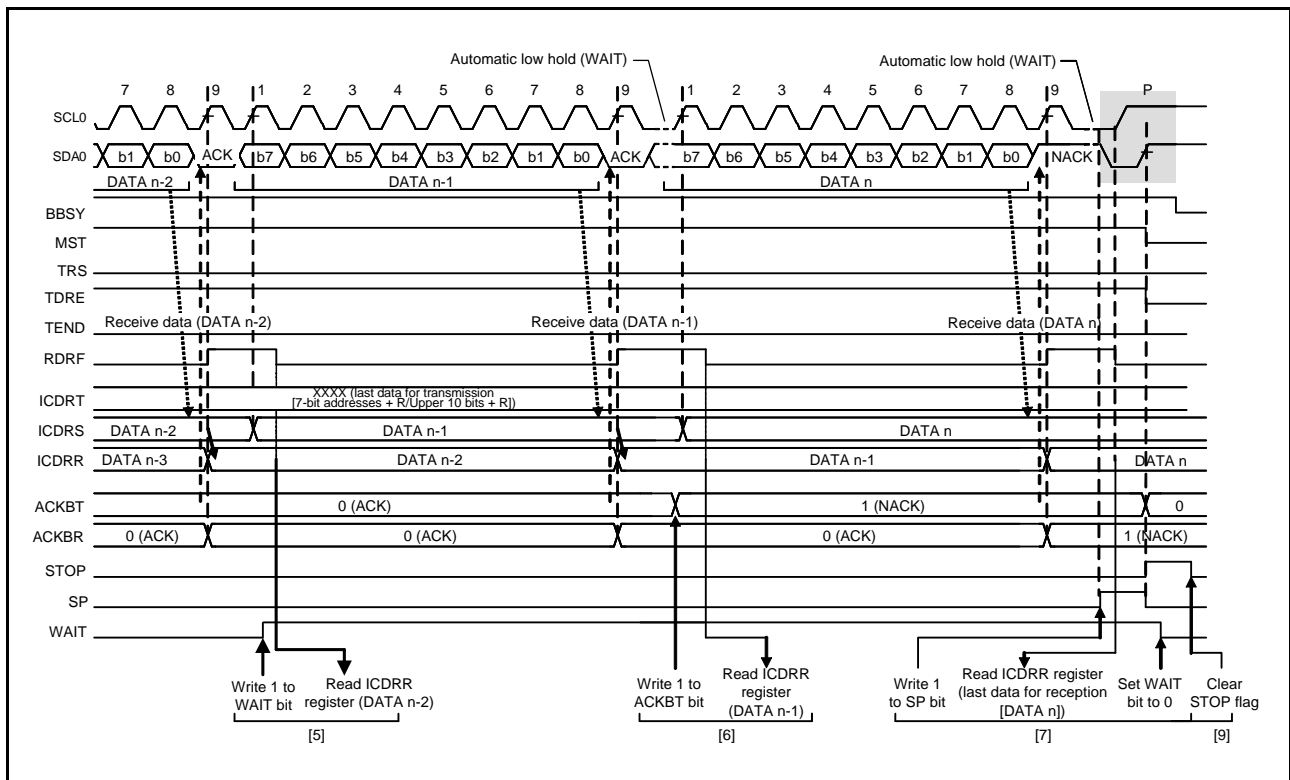 Automatic low hold (WAIT)
Automatic low hold (WAIT)
7 8 9 1 2 3 4 5 6 7 8 9 1 2 3 4 5 6 7 8 9 P
SCL0
SDA0 b1 b0 ACK b7 b6 b5 b4 b3 b2 b1 b0 ACK b7 b6 b5 b4 b3 b2 b1 b0 NACK
DATA n-2 DATA n-1 DATA n
BBSY
MST
TRS
TDRE
TEND Receive data (DATA n-2) Receive data (DATA n-1) Receive data (DATA n)
RDRF
ICDRT XXXX (last data for transmission
[7-bit addresses + R/Upper 10 bits + R])
ICDRS DATA n-2 DATA n-1 DATA n
ICDRR DATA n-3 DATA n-2 DATA n-1 DATA n
ACKBT 0 (ACK) 1 (NACK) 0
ACKBR 0 (ACK) 0 (ACK) 0 (ACK) 1 (NACK)
STOP
SP
WAIT
Write 1 to
WAIT bit
Read ICDRR
register (DATA n-2)
[5]
Write 1 to
ACKBT bit
Read ICDRR
register
(DATA n-1)
[6]
Write 1
to SP bit
Read ICDRR register
(last data for reception
[DATA n])
Set WAIT
bit to 0
[7]
Clear
STOP flag
[9]